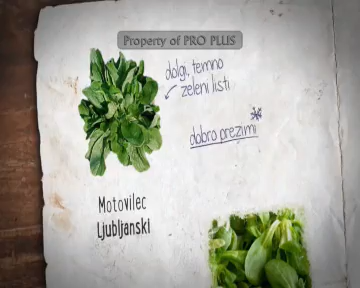 Property of PRO PLUS
dolgi, temno
zeleni listi
dobro prezimi *
Motovilec
Ljubljanski